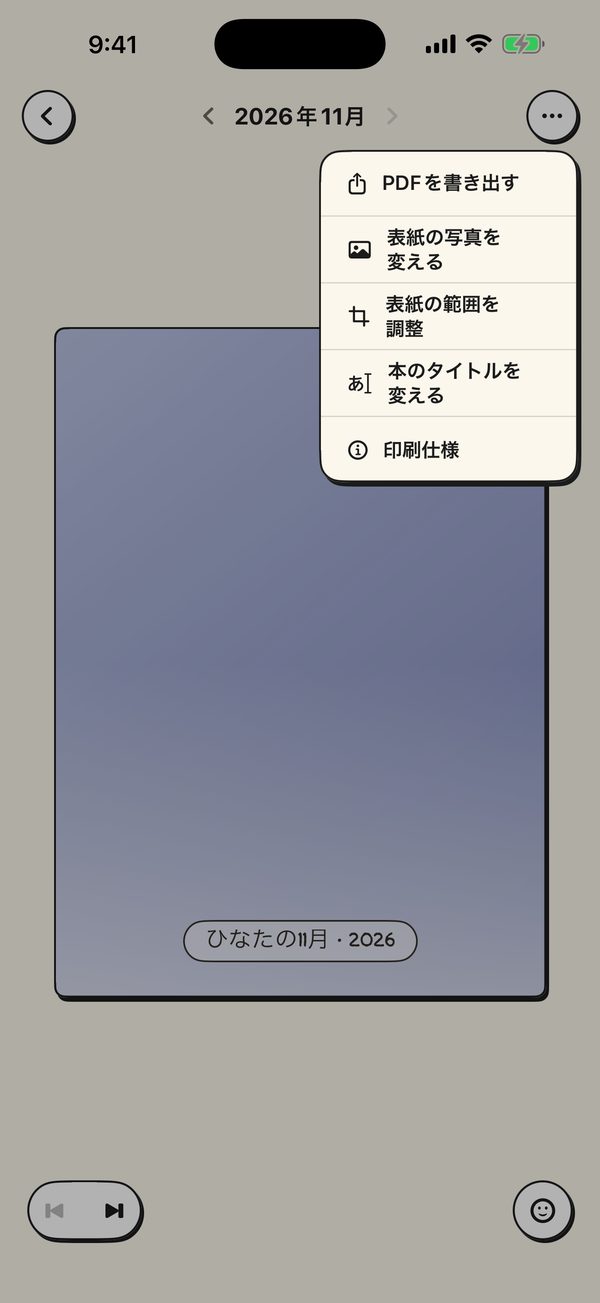 9:41
2026年11月
PDFを書き出す
表紙の写真を
変える
表紙の範囲を
調整
あ
本のタイトルを
変える
印刷仕様
ひなたの11月・2026